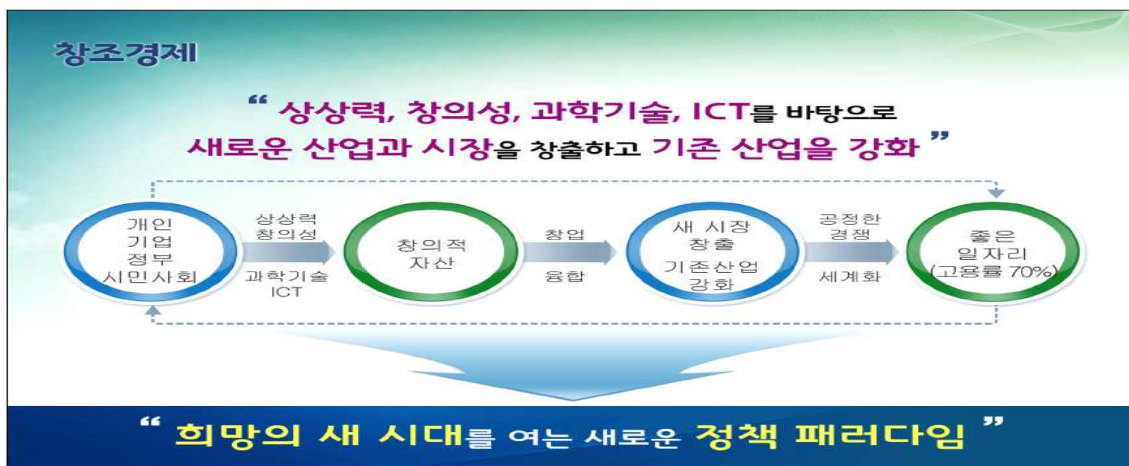 창조경제
“ 상상력, 창의성, 과학기술, ICT를 바탕으로
새로운 산업과 시장을 창출하고 기존 산업을 강화 ”
개인
기업
정부
시민사회
상상력
창의성
과학기술
ICT
창의적
자산
창업
융합
새 시장
창출
기존산업
강화
공정한
경쟁
세계화
좋은
일자리
(고용률 70%)
“ 희망의 새 시대를 여는 새로운 정책 패러다임 ”